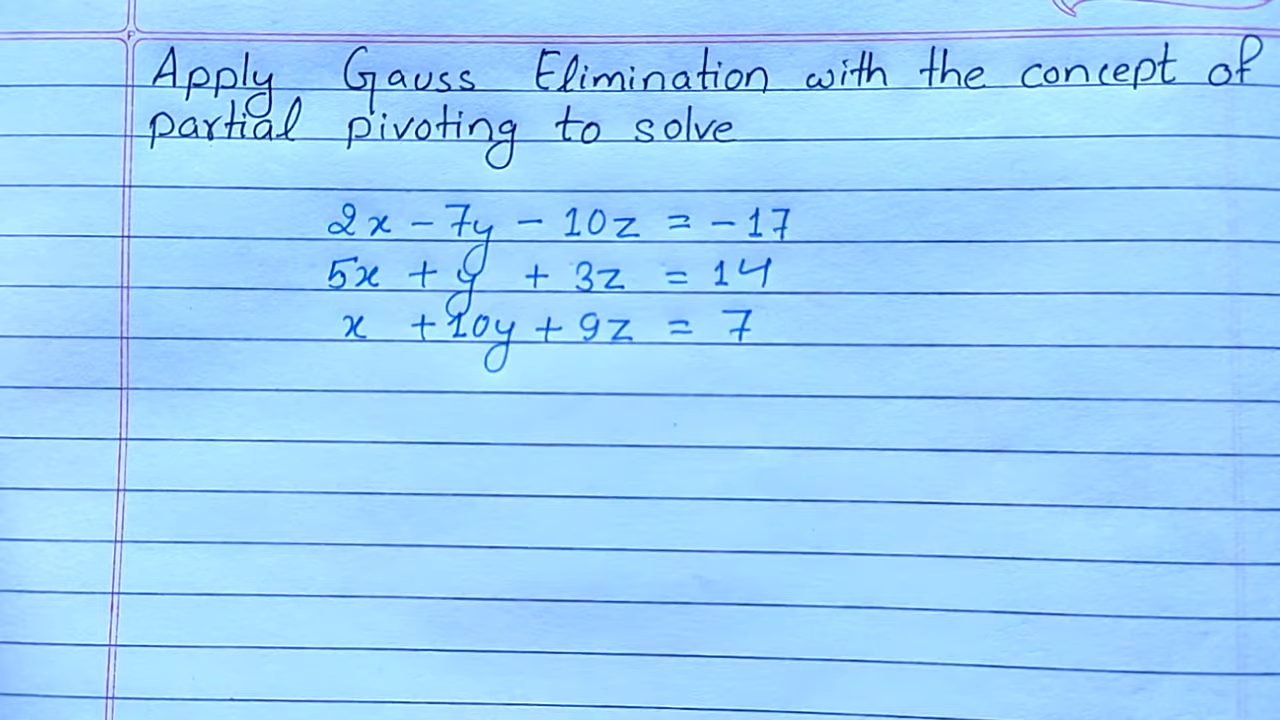 Apply Gauss Elimination with the concept of
partial pivoting to solve
2x - 7y - 10z = -17
5x + y + 3z = 14
x + 10y + 9z = 7